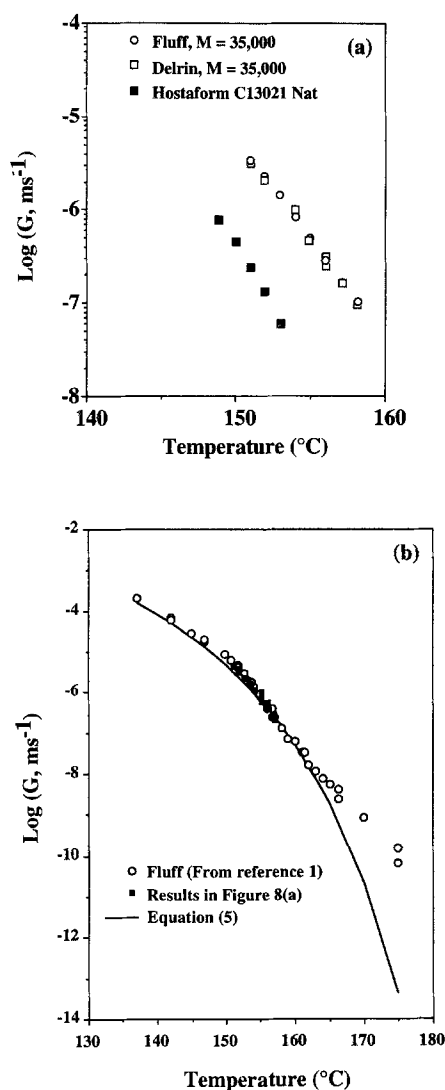 (a)
○ Fluff, M = 35,000
□ Delrin, M = 35,000
■ Hostaform C13021 Nat
-4
-5
-6
-7
-8
Log (G, ms⁻¹)
140
150
160
Temperature (°C)
(b)
-2
-4
-6
-8
-10
-12
-14
Log (G, ms⁻¹)
○ Fluff (From reference 1)
■ Results in Figure 8(a)
— Equation (5)
130
140
150
160
170
180
Temperature (°C)